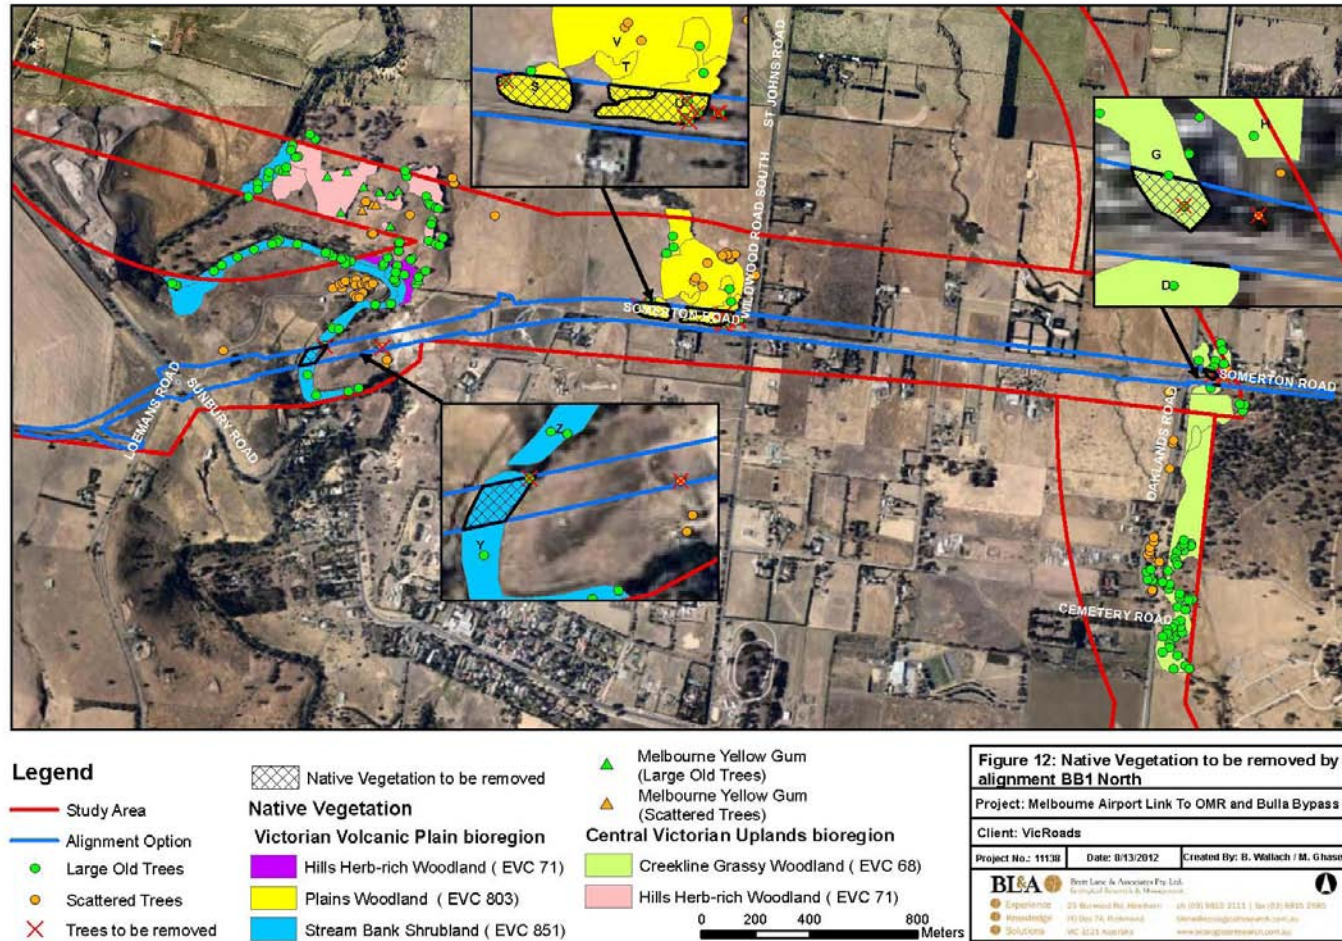 V
T
S
ST JOHNS ROAD
WILDWOOD ROAD SOUTH
G
H
D
SOMERTON ROAD
SOMERTON ROAD
LOEMANS ROAD
SUNBURY ROAD
Z
Y
OAKLANDS ROAD
CEMETERY ROAD
Legend
Study Area
Alignment Option
Large Old Trees
Scattered Trees
Trees to be removed
Native Vegetation to be removed
Native Vegetation
Victorian Volcanic Plain bioregion
Hills Herb-rich Woodland ( EVC 71)
Plains Woodland ( EVC 803)
Stream Bank Shrubland ( EVC 851)
Melbourne Yellow Gum
(Large Old Trees)
Melbourne Yellow Gum
(Scattered Trees)
Central Victorian Uplands bioregion
Creekline Grassy Woodland ( EVC 68)
Hills Herb-rich Woodland ( EVC 71)
0 200 400 800
Meters
Figure 12: Native Vegetation to be removed by
alignment BB1 North
Project: Melbourne Airport Link To OMR and Bulla Bypass
Client: VicRoads
Project No.: 11138 Date: 8/13/2012 Created By: B. Wallach / M. Ghase
BL&A Brett Lane & Associates Pty. Ltd.
Ecological Research & Management
Experience
Knowledge
Solutions